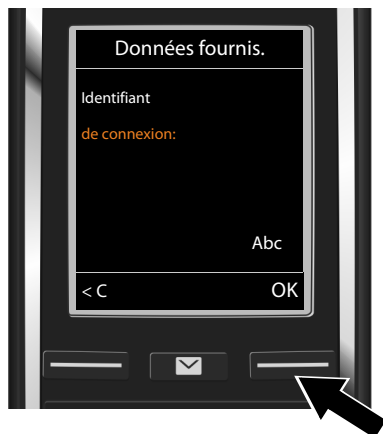 Données fournis.
Identifiant
de connexion:
Abc
< C OK